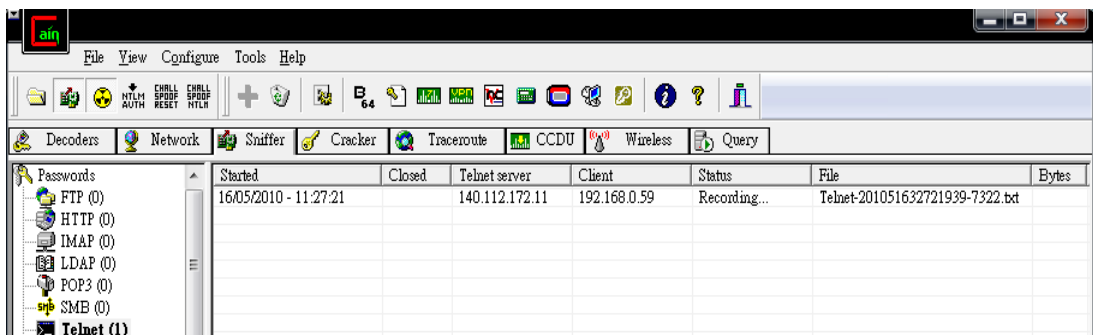 Cain
File View Configure Tools Help
NTLM AUTH CHALL SPOOF RESET CHALL SPOOF NTLM B64
Decoders Network Sniffer Cracker Traceroute CCDU Wireless Query
Passwords
FTP (0)
HTTP (0)
IMAP (0)
LDAP (0)
POP3 (0)
SMB (0)
Telnet (1)
Started Closed Telnet server Client Status File Bytes
16/05/2010 - 11:27:21 140.112.172.11 192.168.0.59 Recording... Telnet-201051632721939-7322.txt